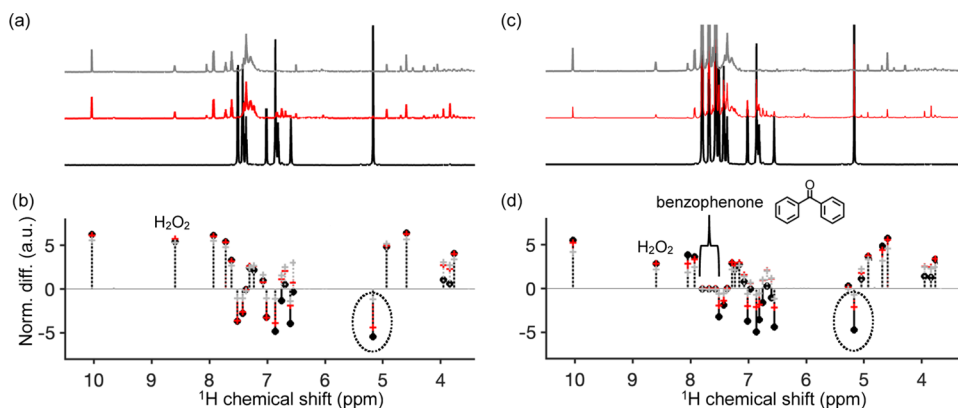 (a)
(c)
(b)
H₂O₂
Norm. diff. (a.u.)
5
0
-5
10
9
8
7
6
5
4
¹H chemical shift (ppm)
(d)
benzophenone
O
H₂O₂
5
0
-5
10
9
8
7
6
5
4
¹H chemical shift (ppm)